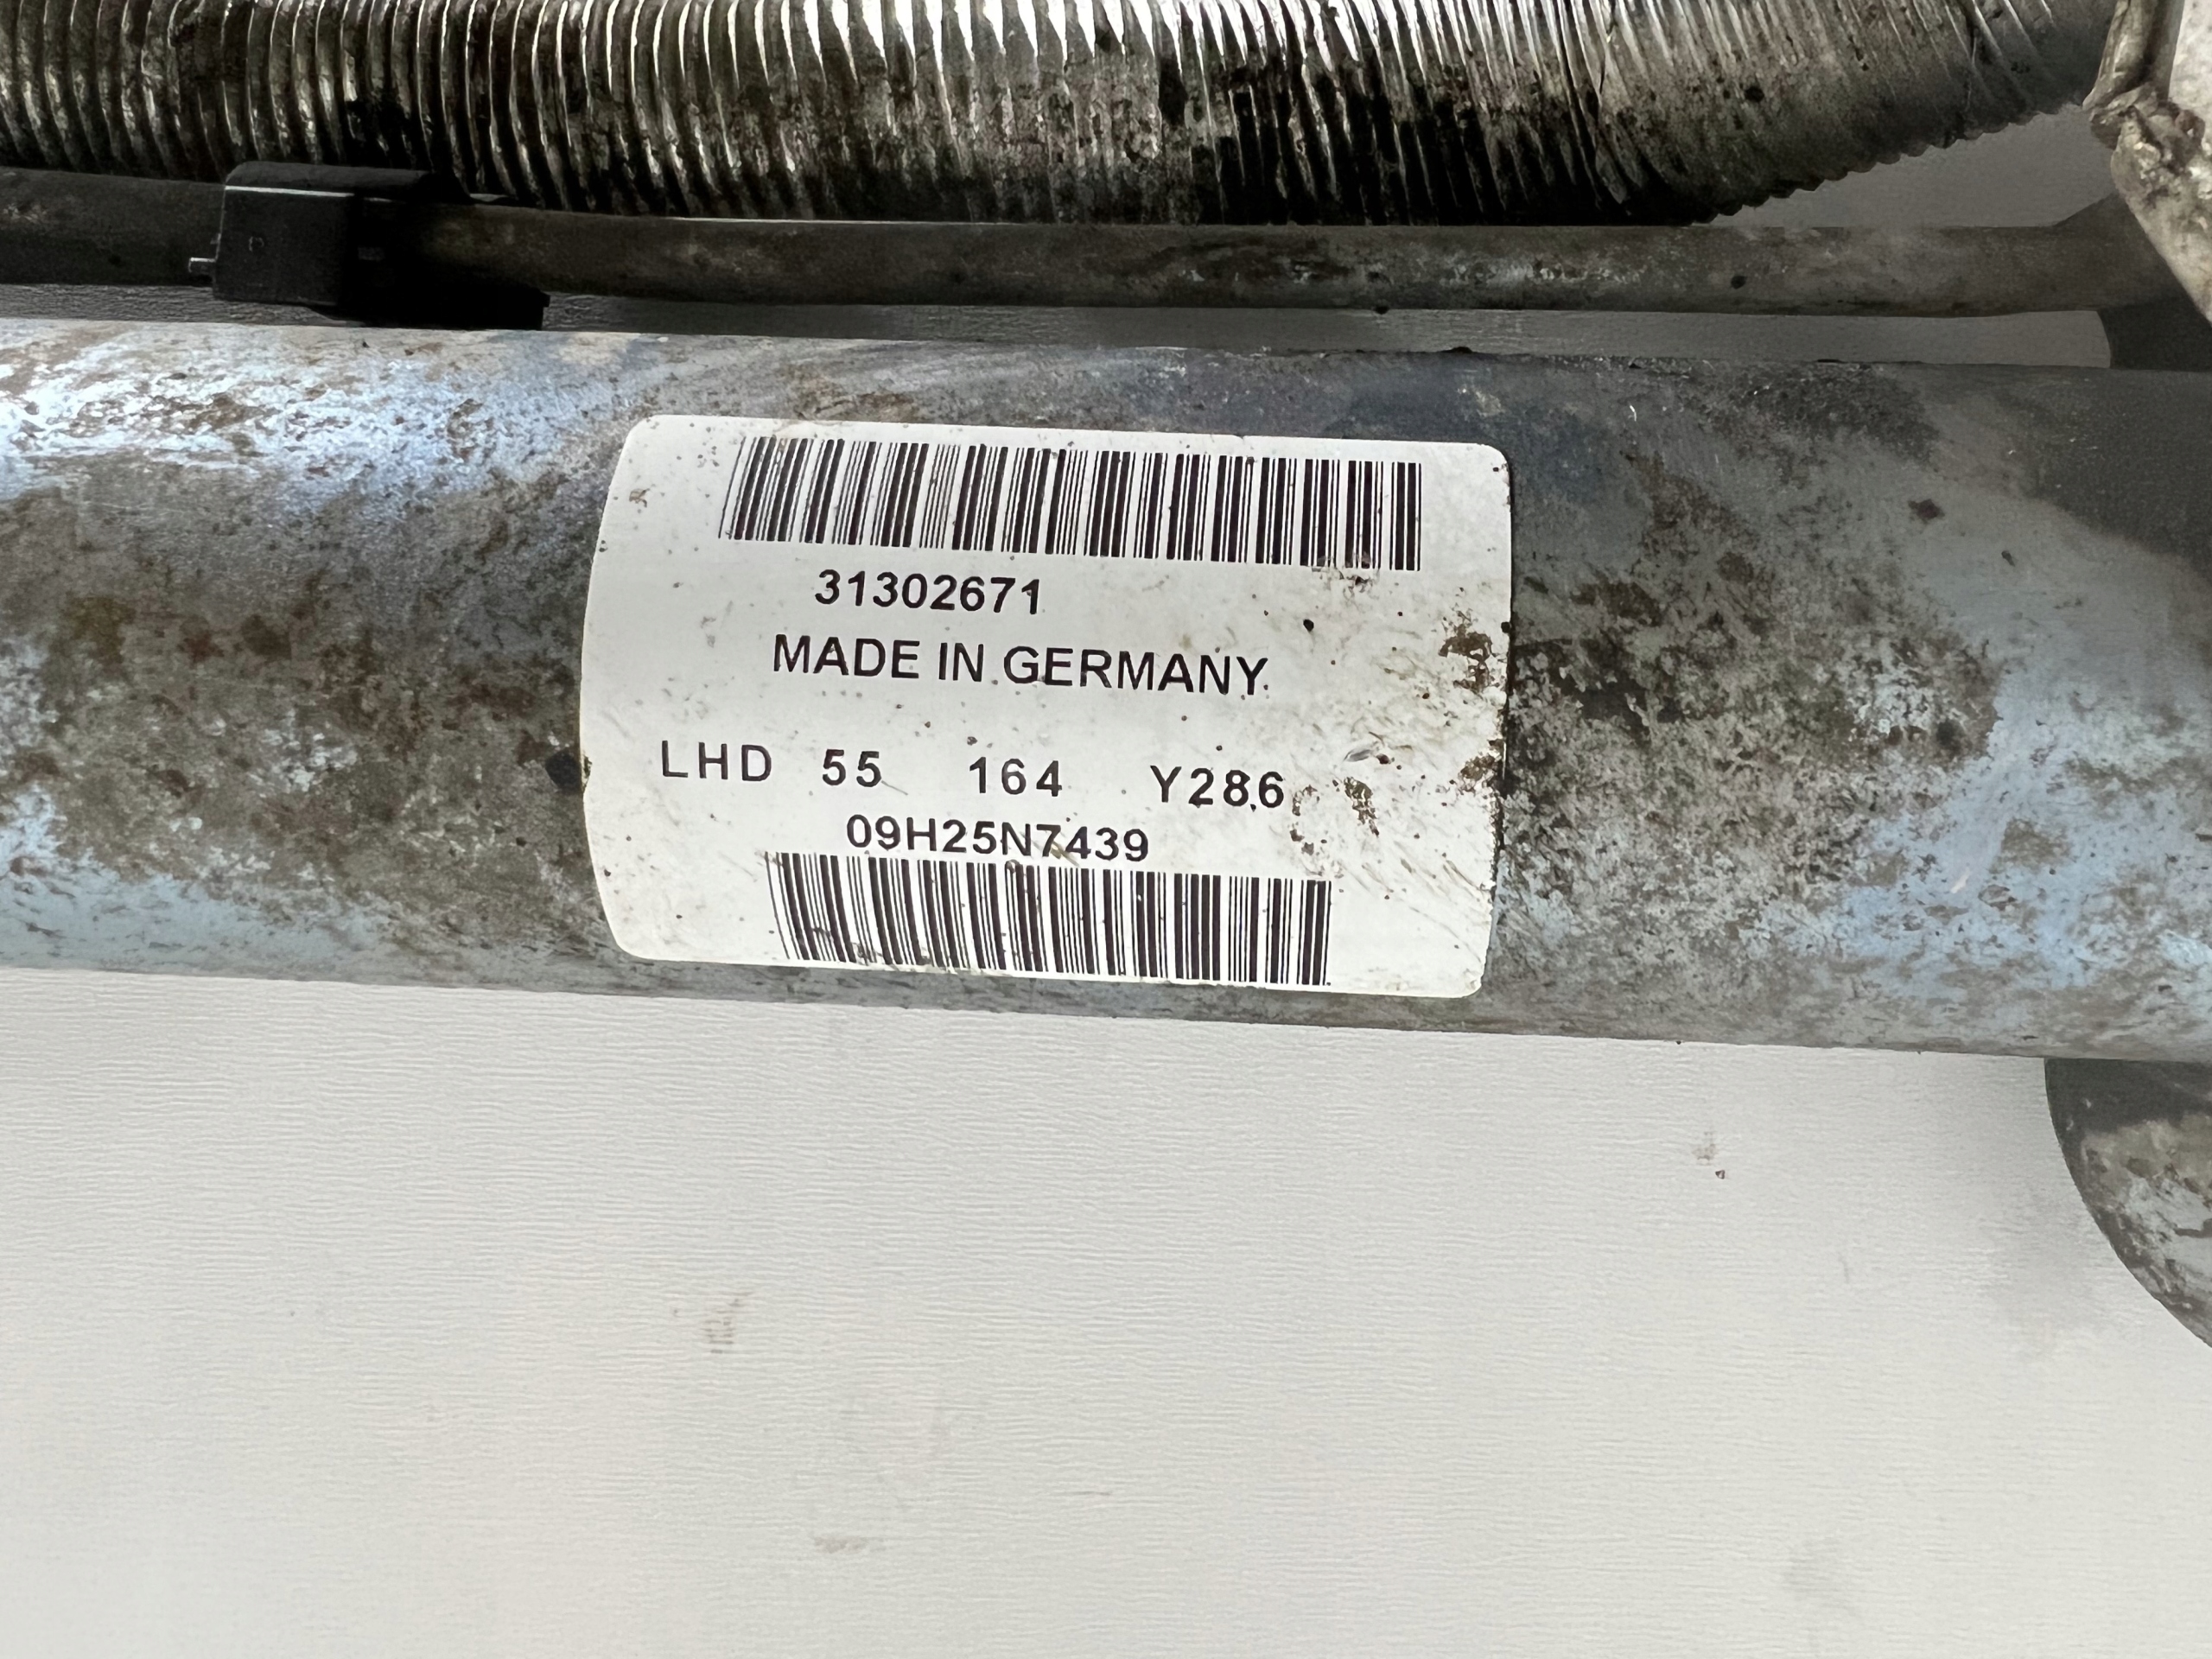 31302671
MADE IN GERMANY
LHD 55 164 Y286
09H25N7439